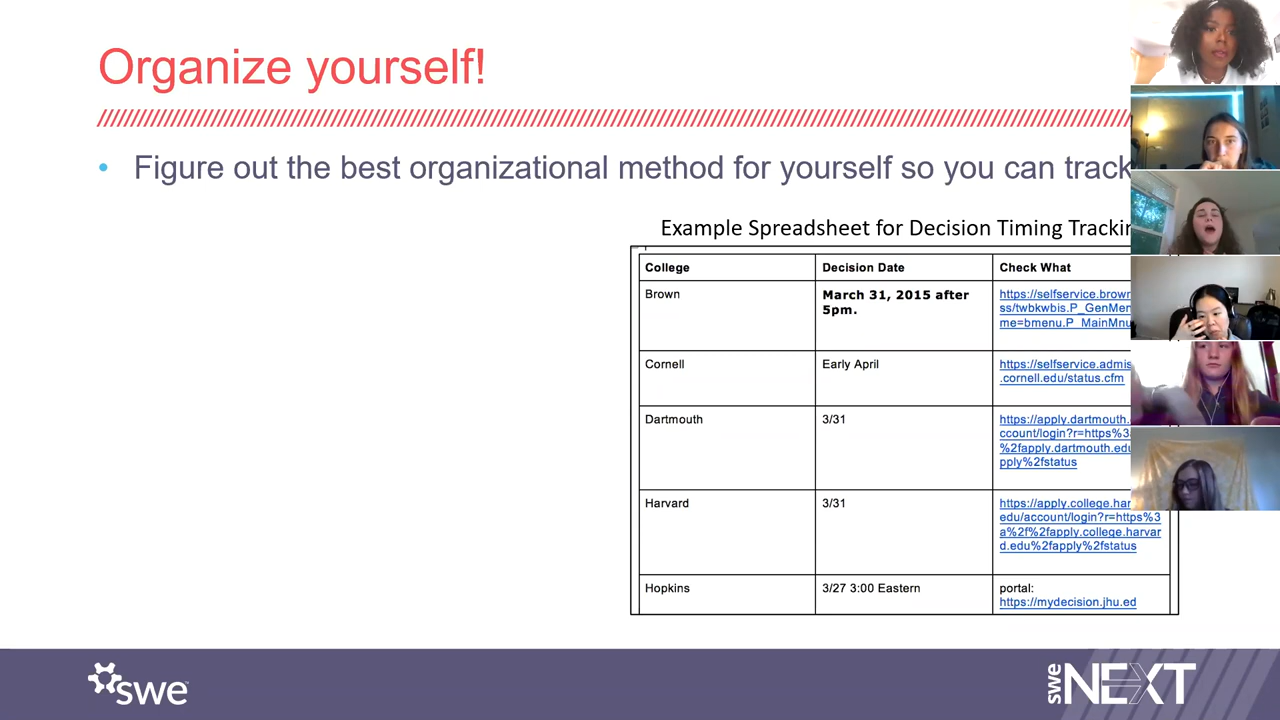 Organize yourself!
• Figure out the best organizational method for yourself so you can track
Example Spreadsheet for Decision Timing
College Decision Date Check What
Brown March 31, 2015 after https://selfservice.brown
5pm. ss/twbkwbis.P_GenMen
me=bmenu.P_MainMnu
Cornell Early April https://selfservice.admis
.cornell.edu/status.cfm
Dartmouth 3/31 https://apply.dartmouth.
ccount/login?r=https%3
%2fapply.dartmouth.edu
pply%2fstatus
Harvard 3/31 https://apply.college.har
edu/account/login?r=https%3
a%2f%2fapply.college.harvar
d.edu%2fapply%2fstatus
Hopkins 3/27 3:00 Eastern portal:
https://mydecision.jhu.ed
swe
swe NEXT